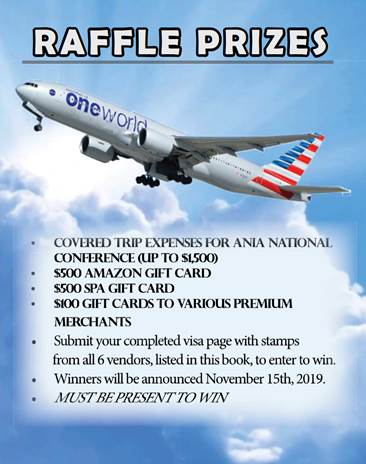 RAFFLE PRIZES
oneworld
• COVERED TRIP EXPENSES FOR ANIA NATIONAL
CONFERENCE (UP TO $1,500)
• $500 AMAZON GIFT CARD
• $500 SPA GIFT CARD
• $100 GIFT CARDS TO VARIOUS PREMIUM
MERCHANTS
• Submit your completed visa page with stamps
from all 6 vendors, listed in this book, to enter to win.
• Winners will be announced November 15th, 2019.
• MUST BE PRESENT TO WIN